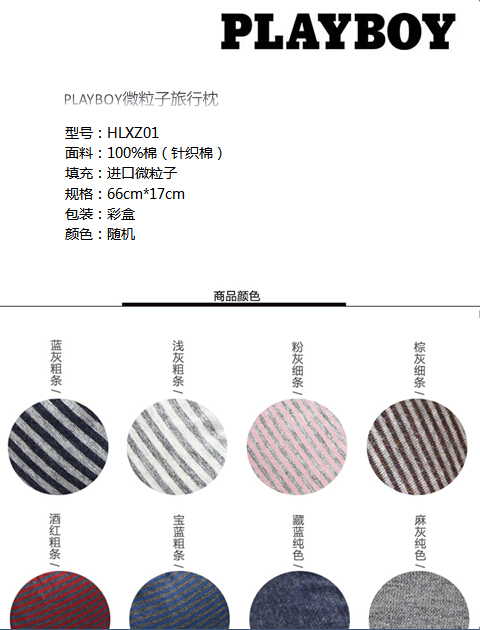 PLAYBOY
PLAYBOY微粒子旅行枕
型号：HLXZ01
面料：100%棉（针织棉）
填充：进口微粒子
规格：66cm*17cm
包装：彩盒
颜色：随机
商品颜色
蓝灰粗条/
浅灰粗条/
粉灰细条/
棕灰细条/
酒红粗条/
宝蓝粗条/
藏蓝纯色/
麻灰纯色/